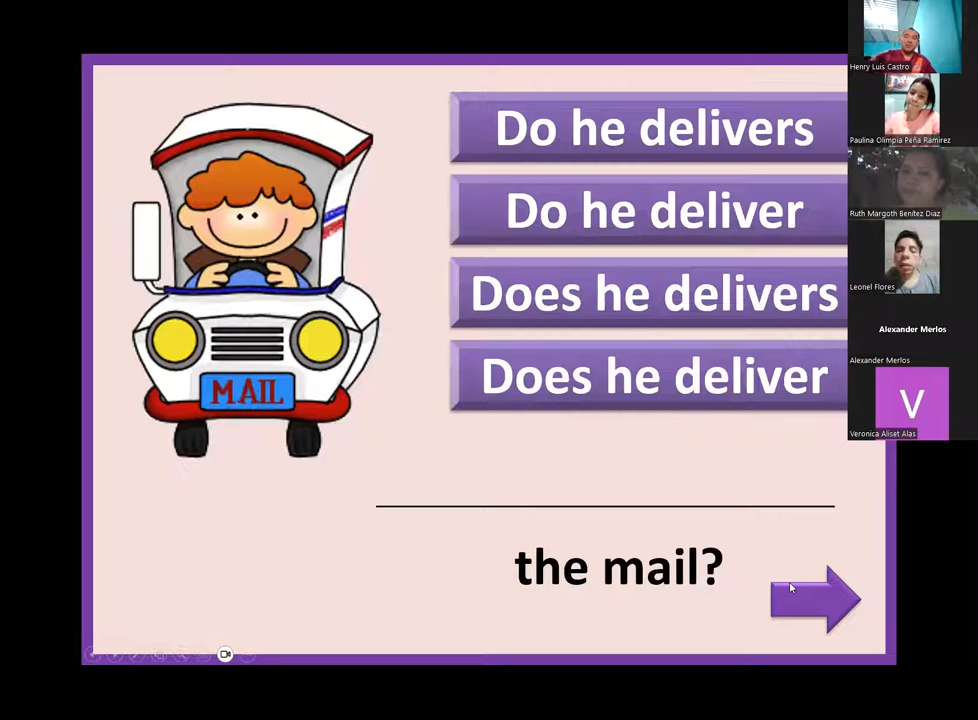 Do he delivers
Do he deliver
Does he delivers
Does he deliver
MAIL
the mail?
Henry Luis Castro
Paulina Olimpia Peña Ramirez
Ruth Margoth Benítez Diaz
Leonel Flores
Alexander Merlos
Alexander Merlos
V
Veronica Aliset Alas